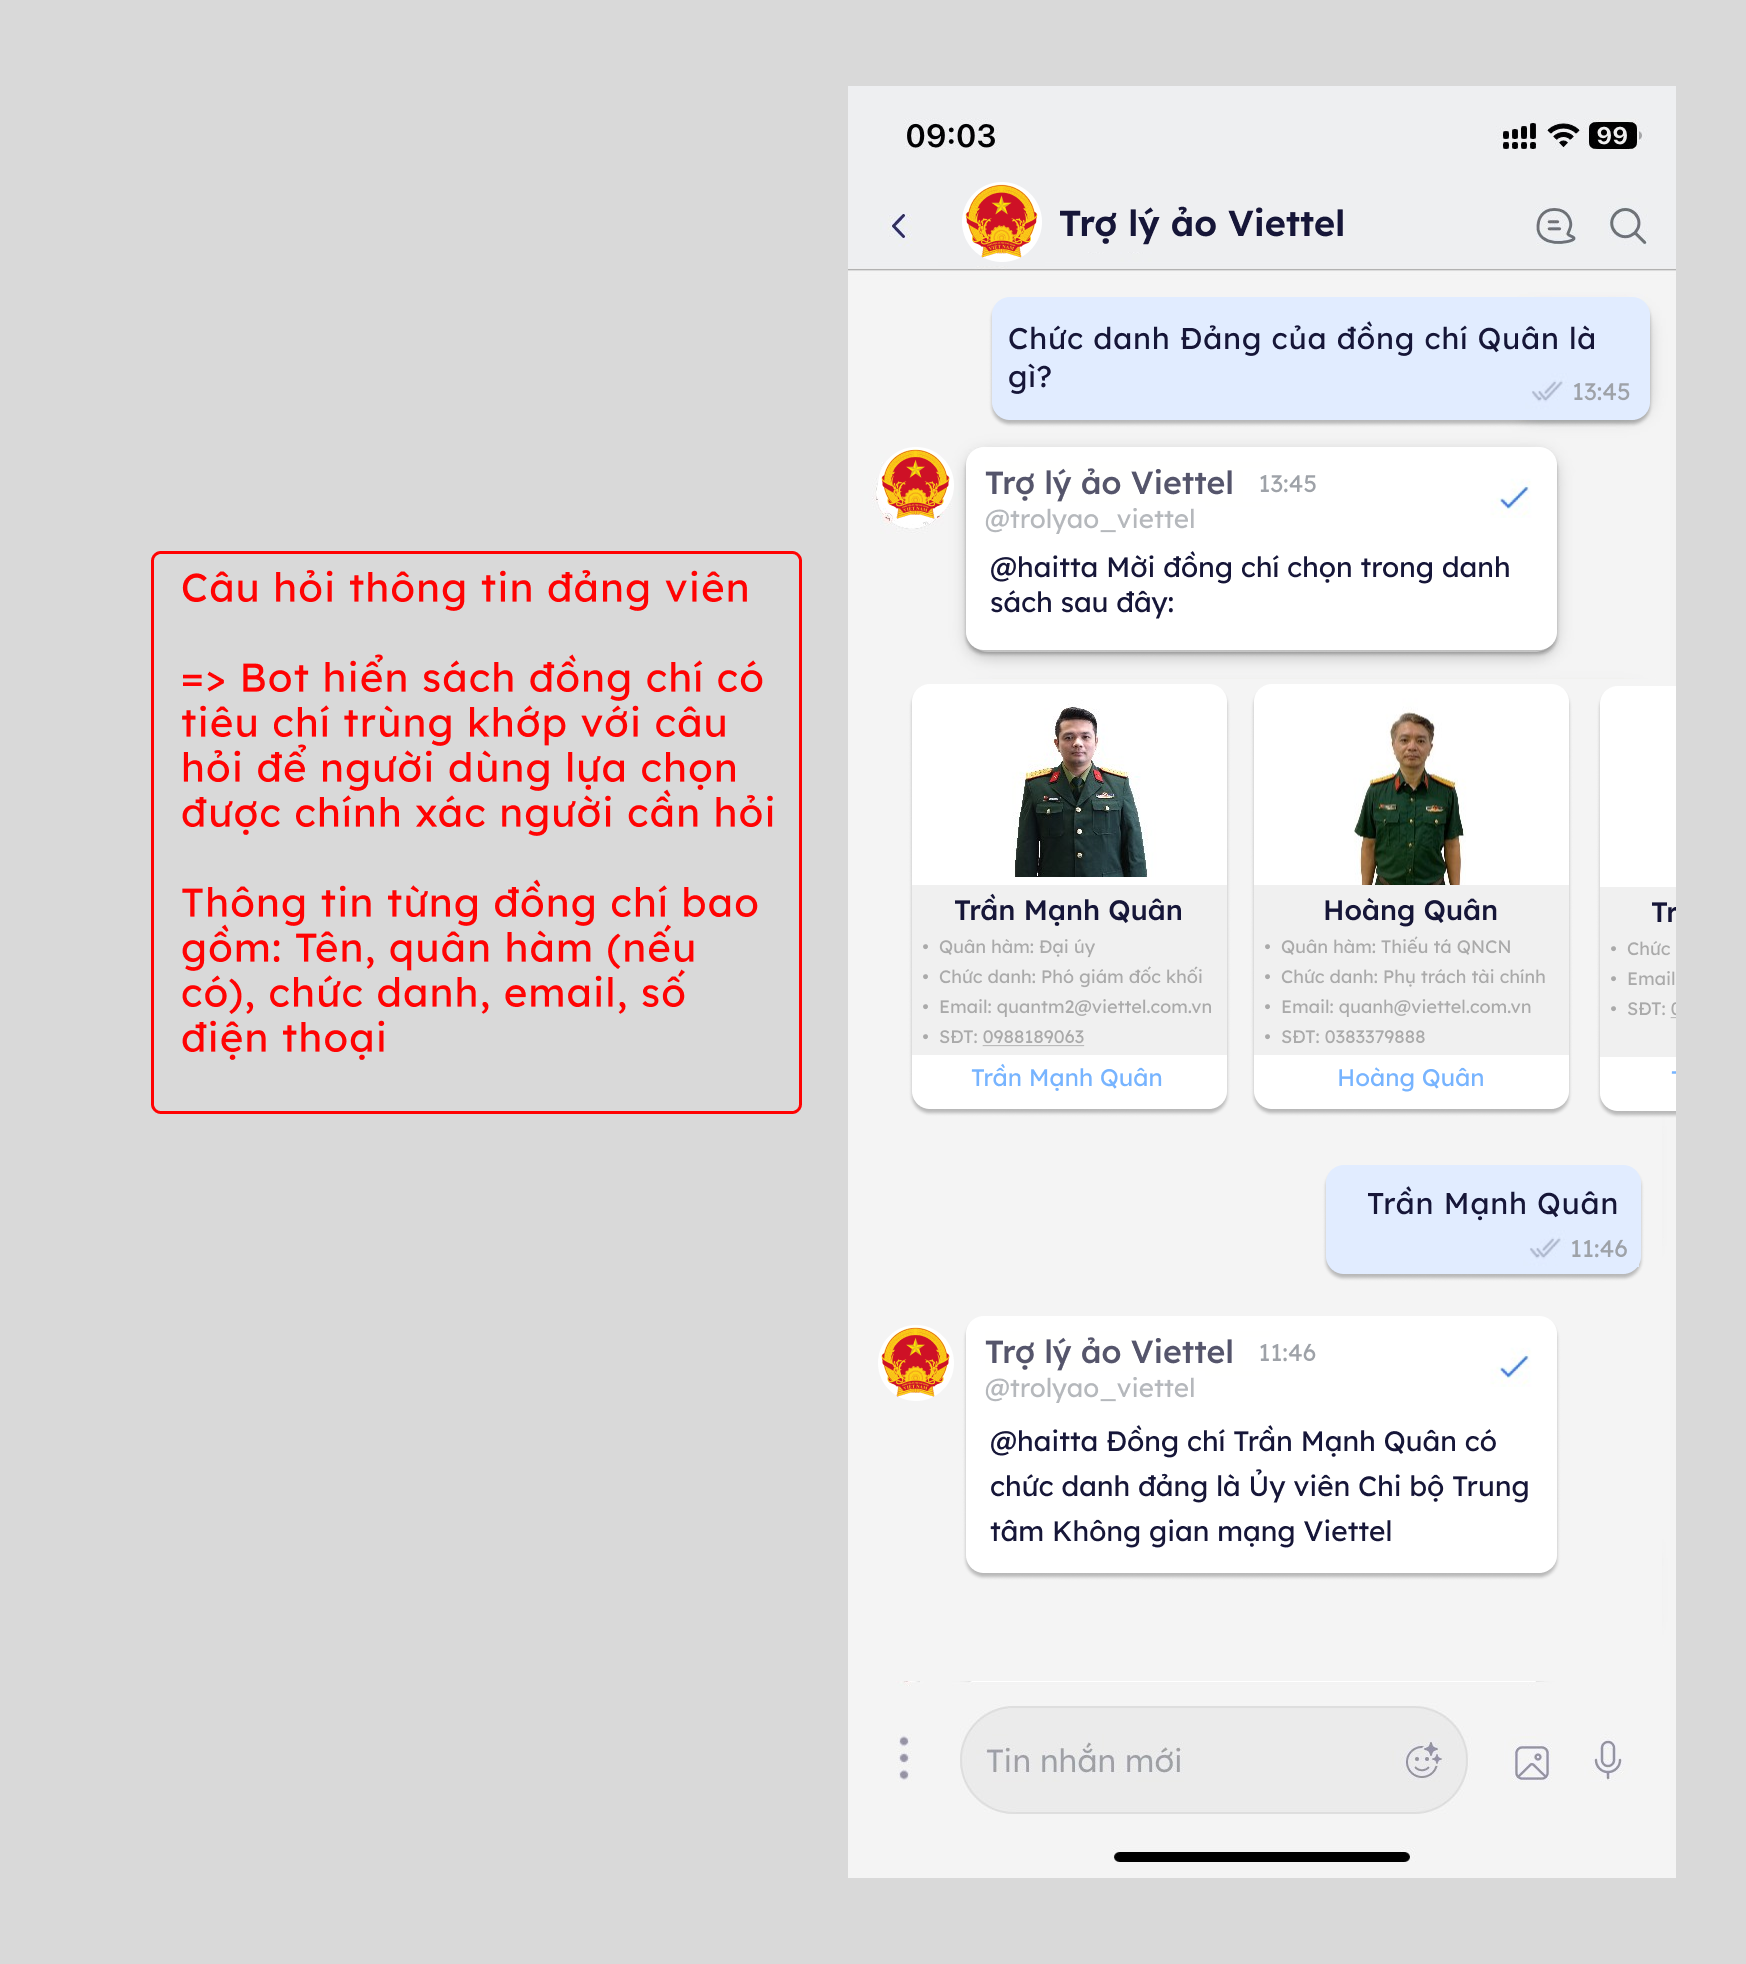 Câu hỏi thông tin đảng viên
=> Bot hiển sách đồng chí có
tiêu chí trùng khớp với câu
hỏi để người dùng lựa chọn
được chính xác người cần hỏi
Thông tin từng đồng chí bao
gồm: Tên, quân hàm (nếu
có), chức danh, email, số
điện thoại
09:03
99
Trợ lý ảo Viettel
Chức danh Đảng của đồng chí Quân là
gì?
13:45
Trợ lý ảo Viettel 13:45
@trolyao_viettel
@haitta Mời đồng chí chọn trong danh
sách sau đây:
Trần Mạnh Quân
• Quân hàm: Đại úy
• Chức danh: Phó giám đốc khối
• Email: quantm2@viettel.com.vn
• SĐT: 0988189063
Trần Mạnh Quân
Hoàng Quân
• Quân hàm: Thiếu tá QNCN
• Chức danh: Phụ trách tài chính
• Email: quanh@viettel.com.vn
• SĐT: 0383379888
Hoàng Quân
Tr
• Chức
• Email
• SĐT:
Trần Mạnh Quân
11:46
Trợ lý ảo Viettel 11:46
@trolyao_viettel
@haitta Đồng chí Trần Mạnh Quân có
chức danh đảng là Ủy viên Chi bộ Trung
tâm Không gian mạng Viettel
Tin nhắn mới